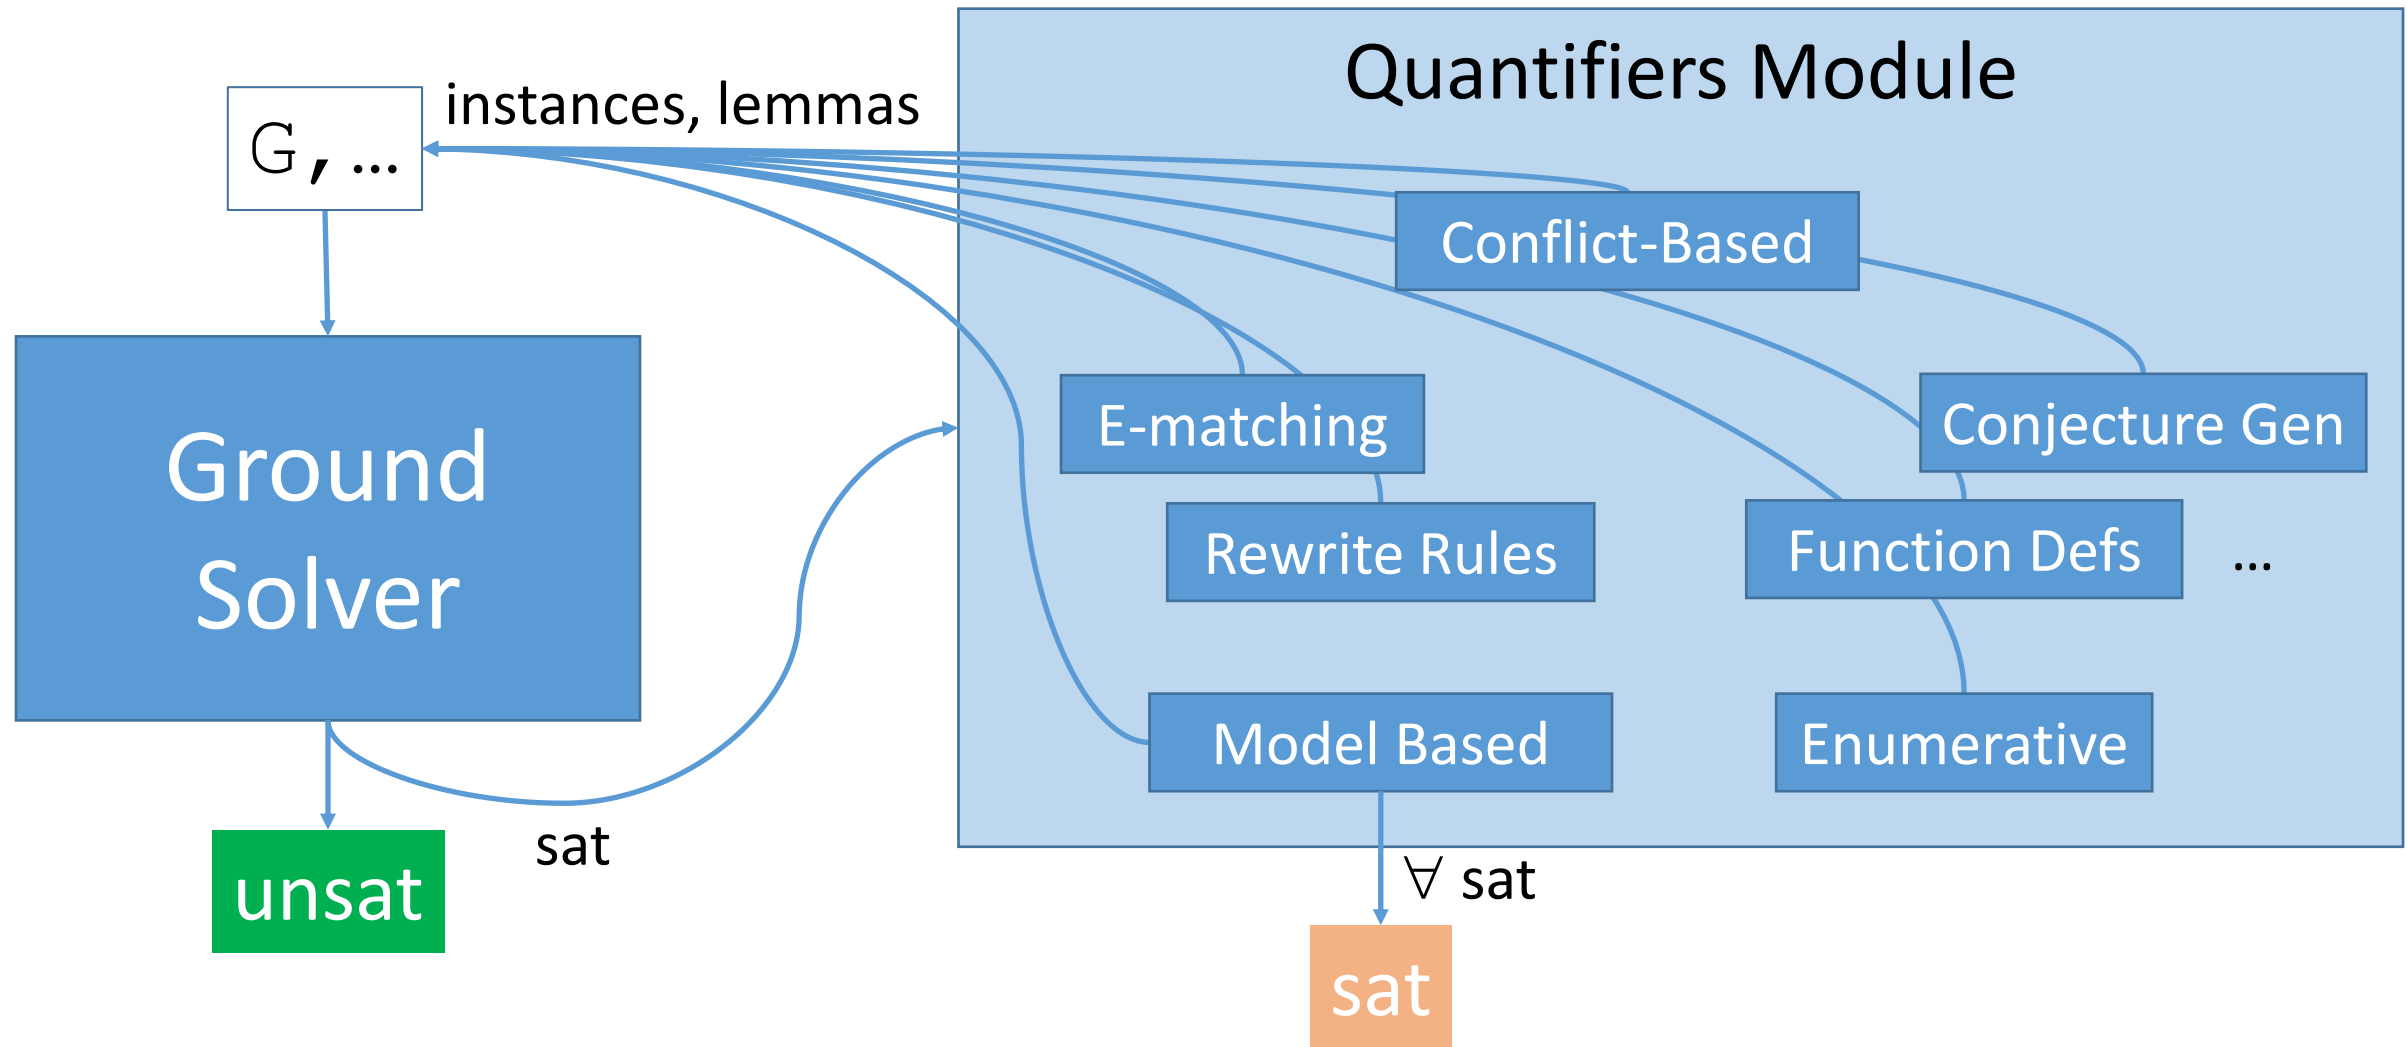 Quantifiers Module
instances, lemmas
G,…
Conflict-Based
E-matching
Conjecture Gen
Ground
Solver
Rewrite Rules
Function Defs
…
Model Based
Enumerative
sat
∀ sat
unsat
sat